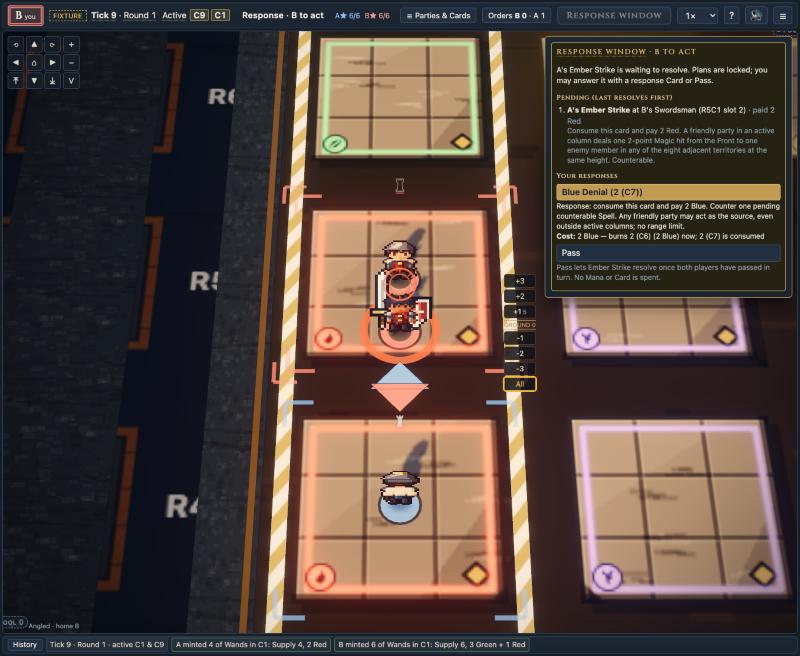 B you
FIXTURE
Tick 9 · Round 1
Active C9 C1
Response · B to act
A★ 6/6 B★ 6/6
≡ Parties & Cards
Orders B 0 · A 1
RESPONSE WINDOW
1×
?
≡
V
R5
R4
+3
+2
+1 5
GROUND 0
-1
-2
-3
All
RESPONSE WINDOW · B TO ACT
A's Ember Strike is waiting to resolve. Plans are locked; you
may answer it with a response Card or Pass.
PENDING (LAST RESOLVES FIRST)
1. A's Ember Strike at B's Swordsman (R5C1 slot 2) · paid 2
Red
Consume this card and pay 2 Red. A friendly party in an active
column deals one 2-point Magic hit from the Front to one
enemy member in any of the eight adjacent territories at the
same height. Counterable.
YOUR RESPONSES
Blue Denial (2 (C7))
Response: consume this card and pay 2 Blue. Counter one pending
counterable Spell. Any friendly party may act as the source, even
outside active columns; no range limit.
Cost: 2 Blue — burns 2 (C6) (2 Blue) now; 2 (C7) is consumed
Pass
Pass lets Ember Strike resolve once both players have passed in
turn. No Mana or Card is spent.
OOL 0
Angled · home B
History
Tick 9 · Round 1 · active C1 & C9
A minted 4 of Wands in C1: Supply 4, 2 Red
B minted 6 of Wands in C1: Supply 6, 3 Green + 1 Red